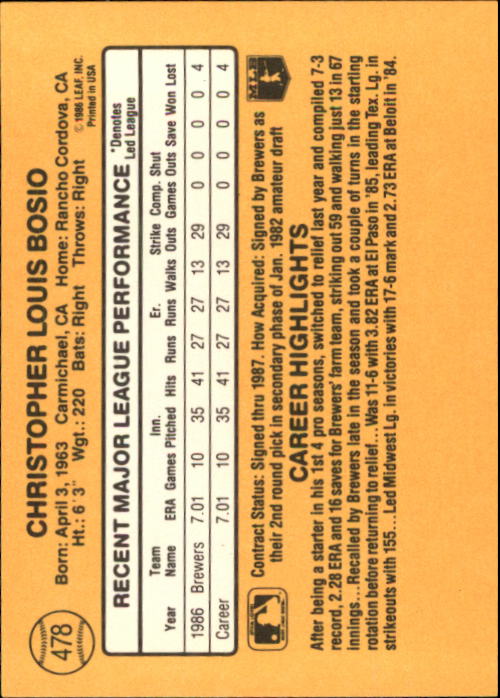 478
CHRISTOPHER LOUIS BOSIO
Born: April 3, 1963 Carmichael, CA Home: Rancho Cordova, CA
Ht.: 6'3" Wgt.: 220 Bats: Right Throws: Right
© 1986 LEAF, INC.
Printed in USA
RECENT MAJOR LEAGUE PERFORMANCE
*Denotes
Led League
Year Team Name ERA Games Inn. Pitched Hits Runs Er. Runs Walks Strike Outs Comp. Games Shut Outs Save Won Lost
1986 Brewers 7.01 10 35 41 27 27 13 29 0 0 0 0 4
Career 7.01 10 35 41 27 27 13 29 0 0 0 0 4
Contract Status: Signed thru 1987. How Acquired: Signed by Brewers as
their 2nd round pick in secondary phase of Jan. 1982 amateur draft
MLB
CAREER HIGHLIGHTS
After being a starter in his 1st 4 pro seasons, switched to relief last year and compiled 7-3
record, 2.28 ERA and 16 saves for Brewers' farm team, striking out 59 and walking just 13 in 67
innings...Recalled by Brewers late in the season and took a couple of turns in the starting
rotation before returning to relief...Was 11-6 with 3.82 ERA at El Paso in '85, leading Tex. Lg. in
strikeouts with 155...Led Midwest Lg. in victories with 17-6 mark and 2.73 ERA at Beloit in '84.